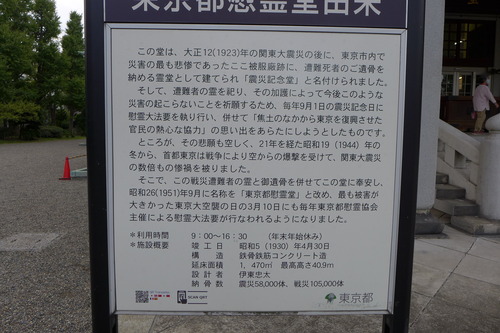 東京都慰霊堂由来
この堂は、大正12(1923)年の関東大震災の後に、東京市内で
災害の最も悲惨であったここ被服廠跡に、遭難死者のご遺骨を
納める霊堂として建てられ「震災記念堂」と名付けられました。
そして、遭難者の霊を祀り、その加護によって今後このような
災害の起こらないことを祈願するため、毎年9月1日の震災記念日に
慰霊大法要を執り行い、併せて「焦土のなかから東京を復興させた
官民の熱心な協力」の思い出をあらたにしようとしたものです。
ところが、その悲願も空しく、21年を経た昭和19（1944）年の
冬から、首都東京は戦争により空からの爆撃を受けて、関東大震災
の数倍もの惨禍を被りました。
そこで、この戦災遭難者の霊と御遺骨を併せてこの堂に奉安し、
昭和26(1951)年9月に名称を「東京都慰霊堂」と改め、最も被害が
大きかった東京大空襲の日の3月10日にも毎年東京都慰霊協会
主催による慰霊大法要が行なわれるようになりました。
＊利用時間 9：00〜16：30 （年末年始休み）
＊施設概要 竣工日 昭和5（1930）年4月30日
構造 鉄骨鉄筋コンクリート造
延床面積 1,470㎡ 最高高さ40.9m
設計者 伊東忠太
納骨数 震災58,000体、戦災105,000体
SCAN QR!!
東京都